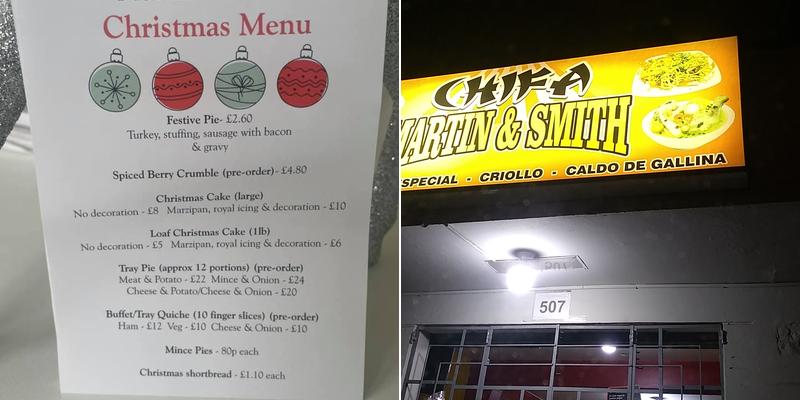 Christmas Menu
Festive Pie- £2.60
Turkey, stuffing, sausage with bacon
& gravy
Spiced Berry Crumble (pre-order)- £4.80
Christmas Cake (large)
No decoration - £8 Marzipan, royal icing & decoration - £10
Loaf Christmas Cake (1lb)
No decoration - £5 Marzipan, royal icing & decoration - £6
Tray Pie (approx 12 portions) (pre-order)
Meat & Potato - £22 Mince & Onion - £24
Cheese & Potato/Cheese & Onion - £20
Buffet/Tray Quiche (10 finger slices) (pre-order)
Ham - £12 Veg - £10 Cheese & Onion - £10
Mince Pies - 80p each
Christmas shortbread - £1.10 each
CHIFA
MARTIN & SMITH
ESPECIAL - CRIOLLO - CALDO DE GALLINA
507